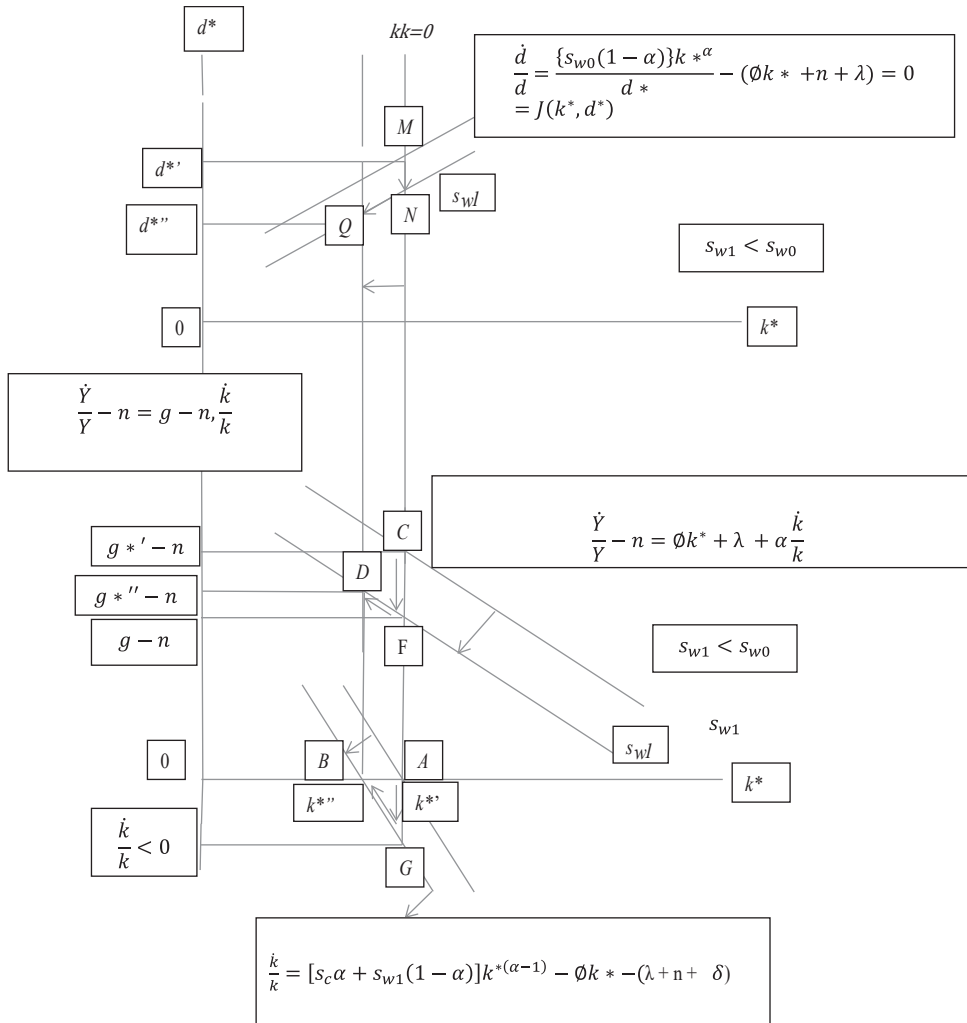 d*
kk=0
ḋ/d = {s_w0(1 − α)}k *^α / d * − (∅k * +n + λ) = 0
= J(k*, d*)
M
d*'
s_wl
N
d*"
Q
s_w1 < s_w0
0
k*
Ẏ/Y − n = g − n, k̇/k
C
Ẏ/Y − n = ∅k* + λ + α k̇/k
g *′ − n
D
g *′′ − n
g − n
F
s_w1 < s_w0
s_w1
s_wl
0
B
A
k*
k*"
k*'
k̇/k < 0
G
k̇/k = [s_c α + s_w1(1 − α)]k^*(α−1) − ∅k * −(λ + n + δ)